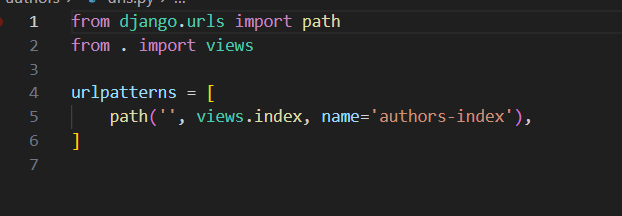 1 from django.urls import path
2 from . import views
3
4 urlpatterns = [
5     path('', views.index, name='authors-index'),
6 ]
7